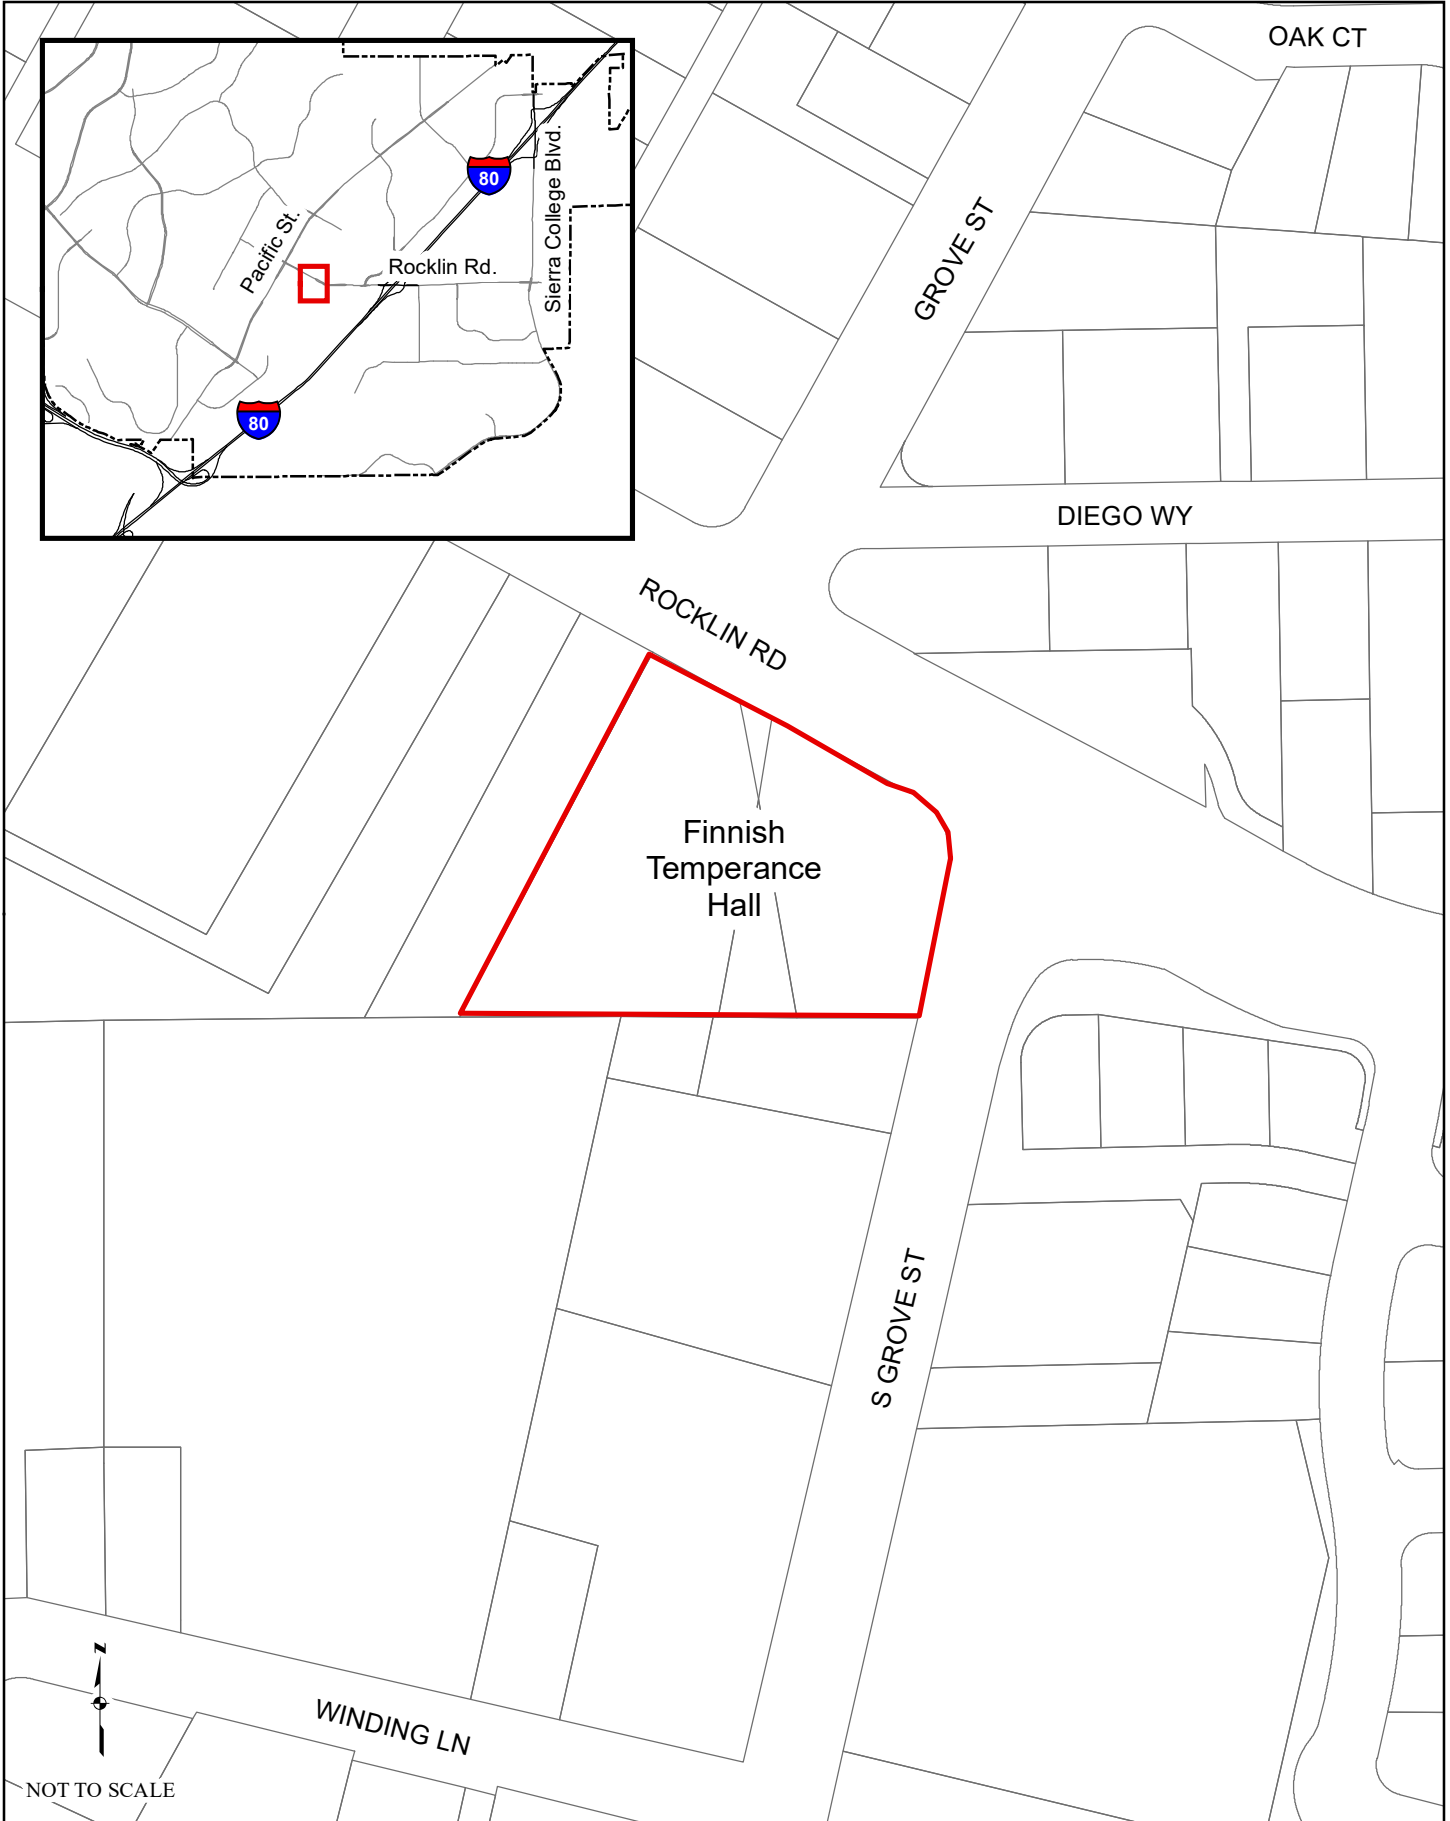 OAK CT
80
Sierra College Blvd.
Pacific St.
Rocklin Rd.
80
GROVE ST
DIEGO WY
ROCKLIN RD
Finnish
Temperance
Hall
S GROVE ST
WINDING LN
N
NOT TO SCALE